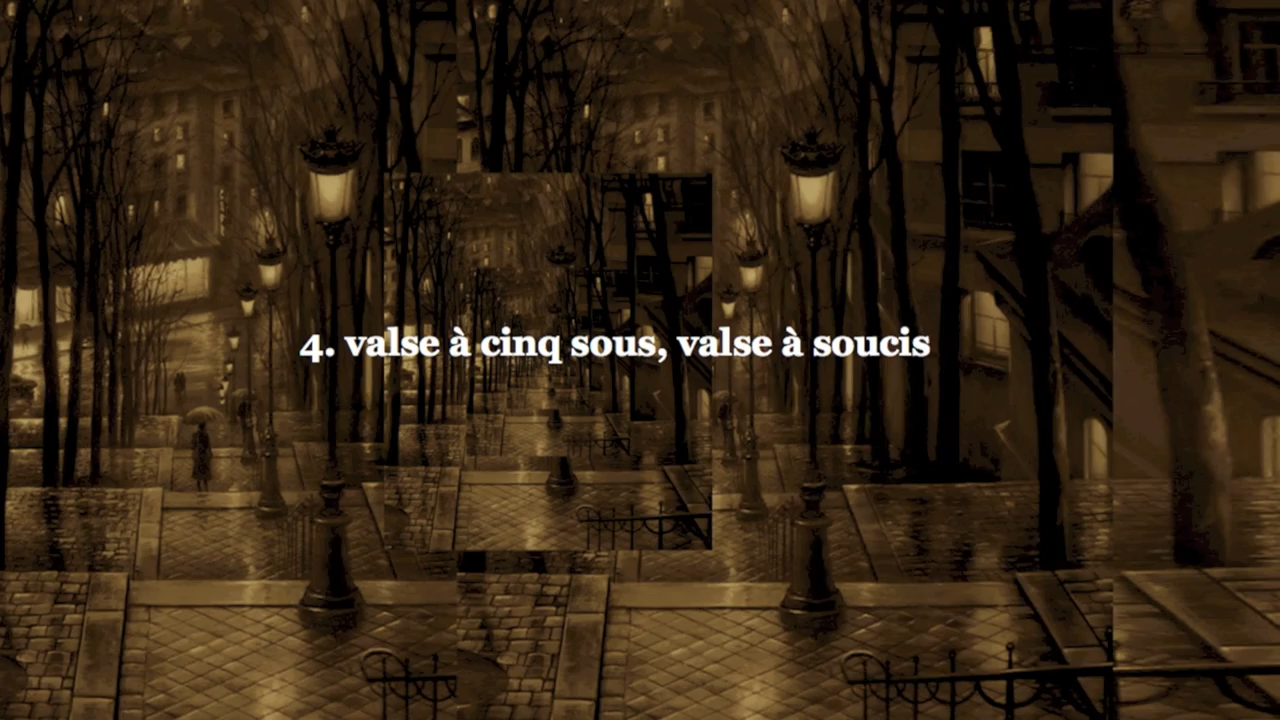 4. valse à cinq sous, valse à soucis